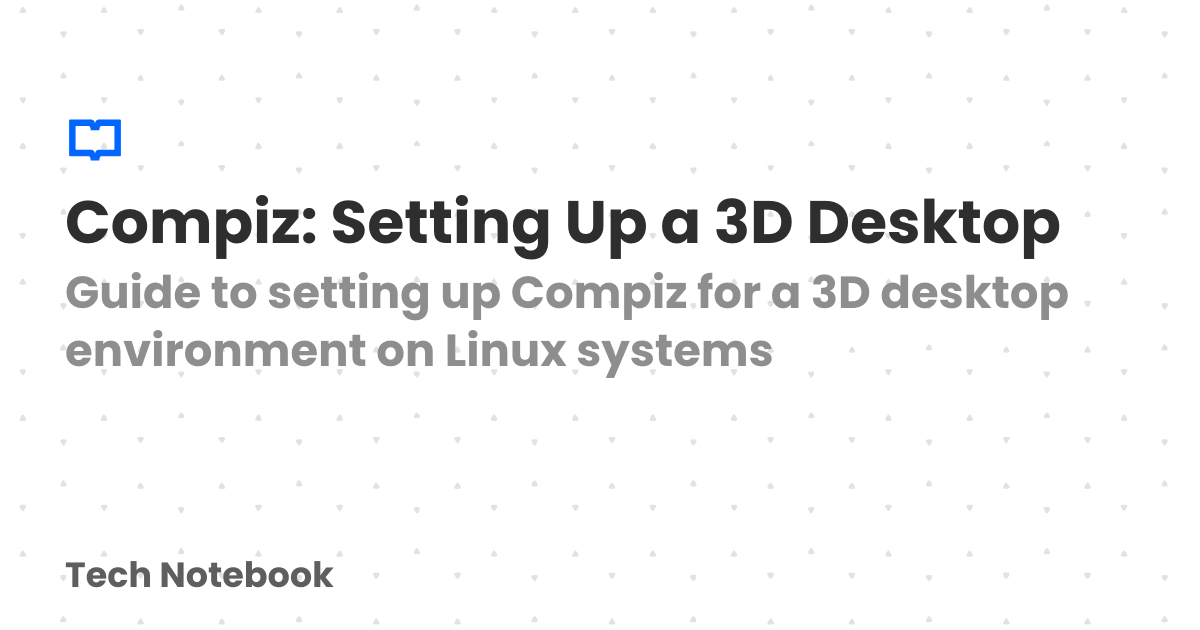 Compiz: Setting Up a 3D Desktop
Guide to setting up Compiz for a 3D desktop
environment on Linux systems
Tech Notebook